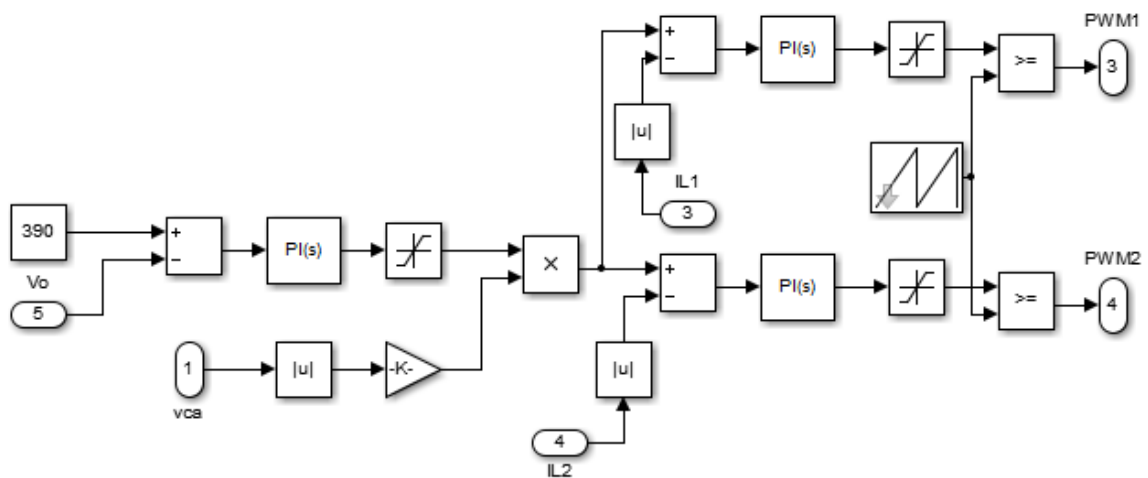 PWM1
+
−
PI(s)
>=
3
|u|
IL1
3
390
+
−
PI(s)
×
Vo
5
+
−
PI(s)
>=
PWM2
4
1
|u|
-K-
|u|
vca
4
IL2